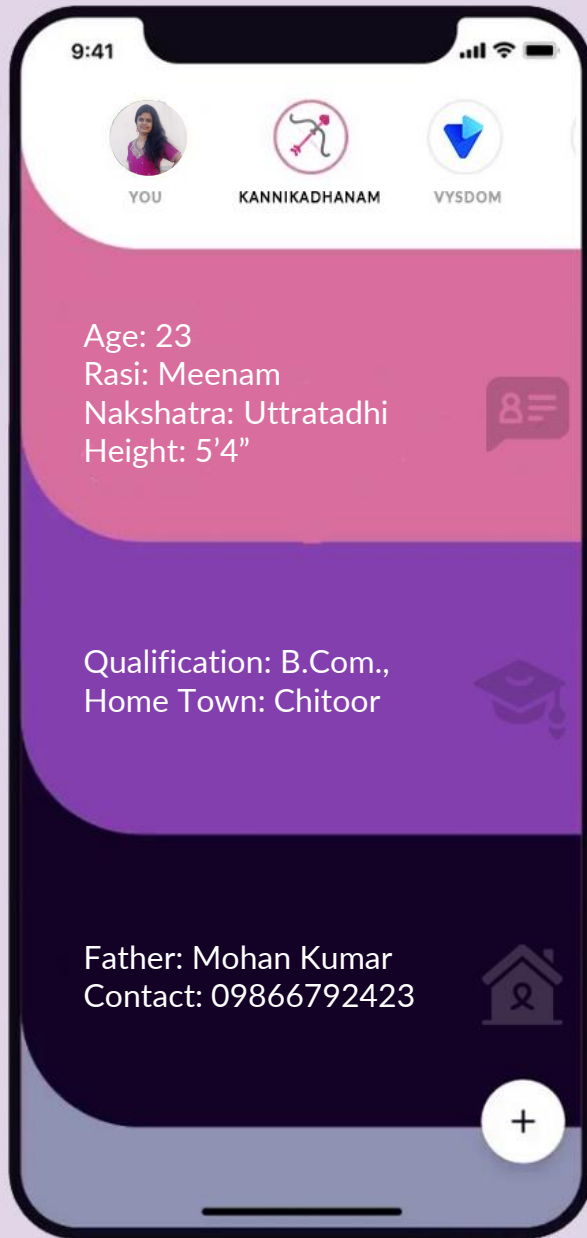 9:41
YOU
KANNIKADHANAM
VYSDOM
Age: 23
Rasi: Meenam
Nakshatra: Uttratadhi
Height: 5’4”
Qualification: B.Com.,
Home Town: Chitoor
Father: Mohan Kumar
Contact: 09866792423
+